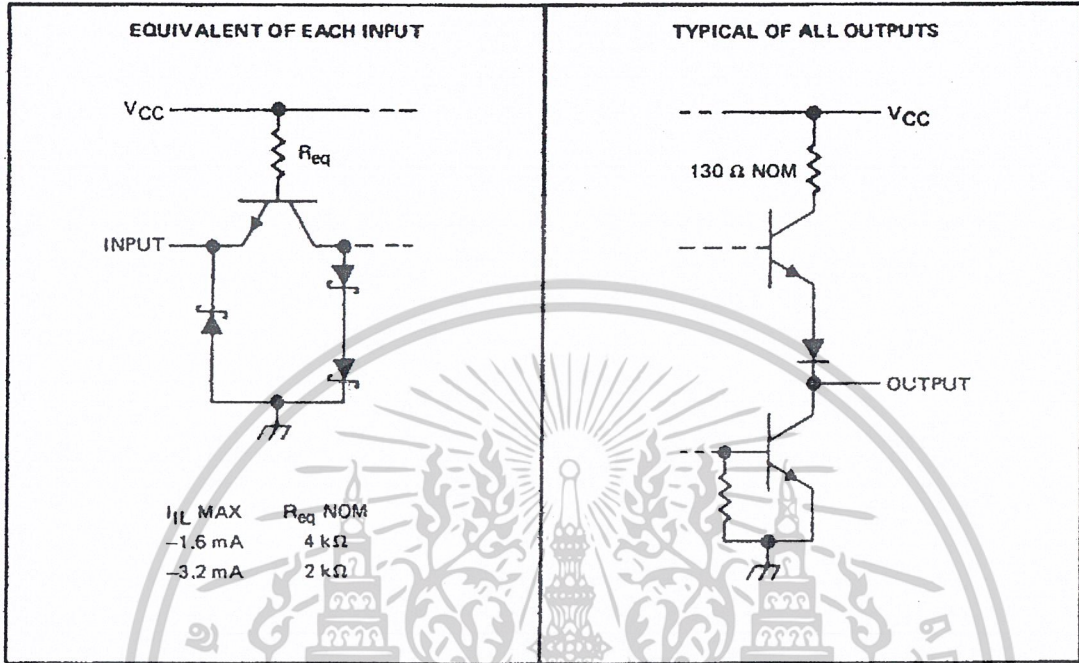 EQUIVALENT OF EACH INPUT
VCC
Req
INPUT
IIL MAX Req NOM
−1.6 mA 4 kΩ
−3.2 mA 2 kΩ
TYPICAL OF ALL OUTPUTS
VCC
130 Ω NOM
OUTPUT